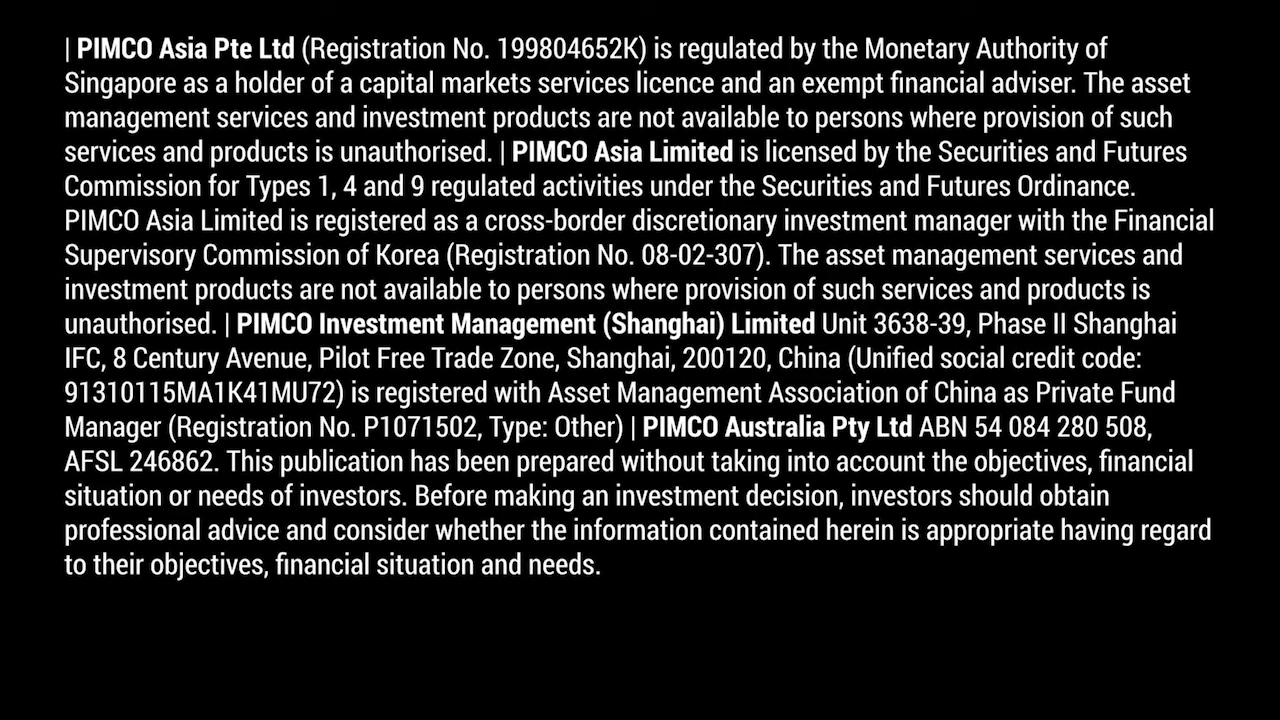 | PIMCO Asia Pte Ltd (Registration No. 199804652K) is regulated by the Monetary Authority of
Singapore as a holder of a capital markets services licence and an exempt financial adviser. The asset
management services and investment products are not available to persons where provision of such
services and products is unauthorised. | PIMCO Asia Limited is licensed by the Securities and Futures
Commission for Types 1, 4 and 9 regulated activities under the Securities and Futures Ordinance.
PIMCO Asia Limited is registered as a cross-border discretionary investment manager with the Financial
Supervisory Commission of Korea (Registration No. 08-02-307). The asset management services and
investment products are not available to persons where provision of such services and products is
unauthorised. | PIMCO Investment Management (Shanghai) Limited Unit 3638-39, Phase II Shanghai
IFC, 8 Century Avenue, Pilot Free Trade Zone, Shanghai, 200120, China (Unified social credit code:
91310115MA1K41MU72) is registered with Asset Management Association of China as Private Fund
Manager (Registration No. P1071502, Type: Other) | PIMCO Australia Pty Ltd ABN 54 084 280 508,
AFSL 246862. This publication has been prepared without taking into account the objectives, financial
situation or needs of investors. Before making an investment decision, investors should obtain
professional advice and consider whether the information contained herein is appropriate having regard
to their objectives, financial situation and needs.